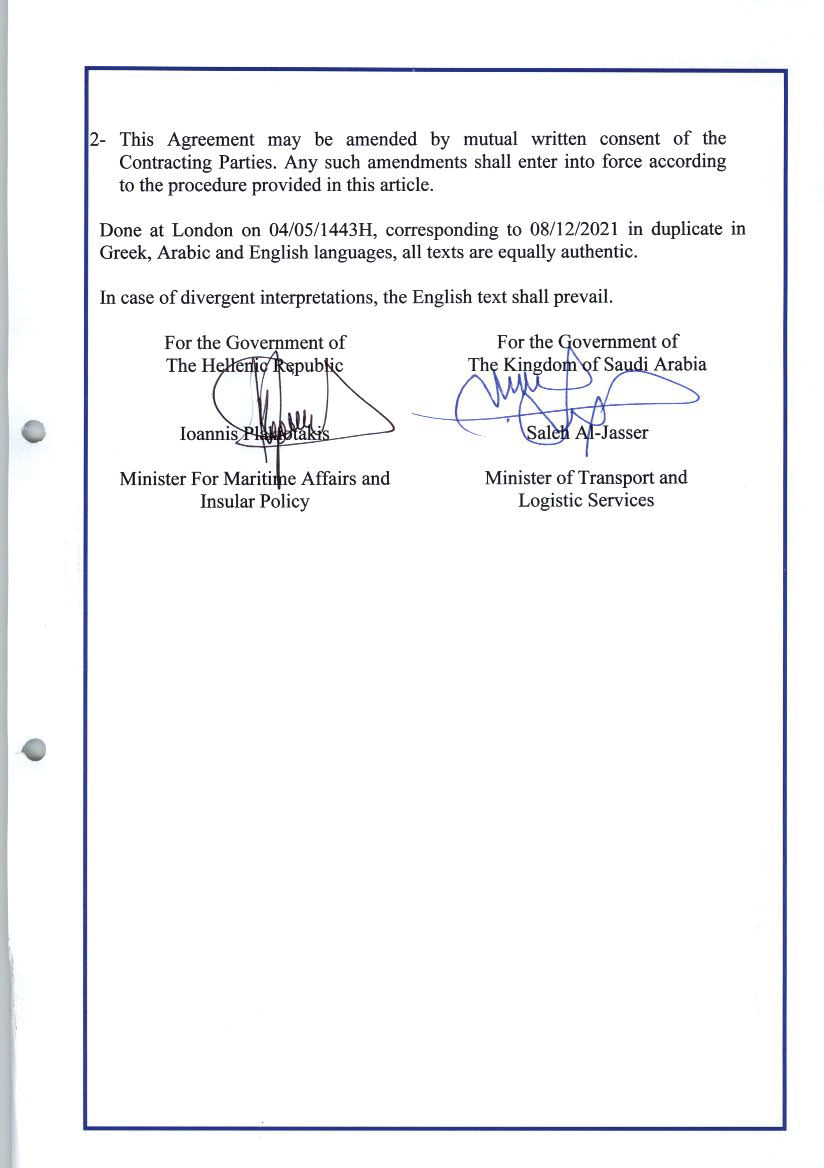 2- This Agreement may be amended by mutual written consent of the
Contracting Parties. Any such amendments shall enter into force according
to the procedure provided in this article.
Done at London on 04/05/1443H, corresponding to 08/12/2021 in duplicate in
Greek, Arabic and English languages, all texts are equally authentic.
In case of divergent interpretations, the English text shall prevail.
For the Government of
The Hellenic Republic
Ioannis Plakiotakis
Minister For Maritime Affairs and
Insular Policy
For the Government of
The Kingdom of Saudi Arabia
Saleh Al-Jasser
Minister of Transport and
Logistic Services